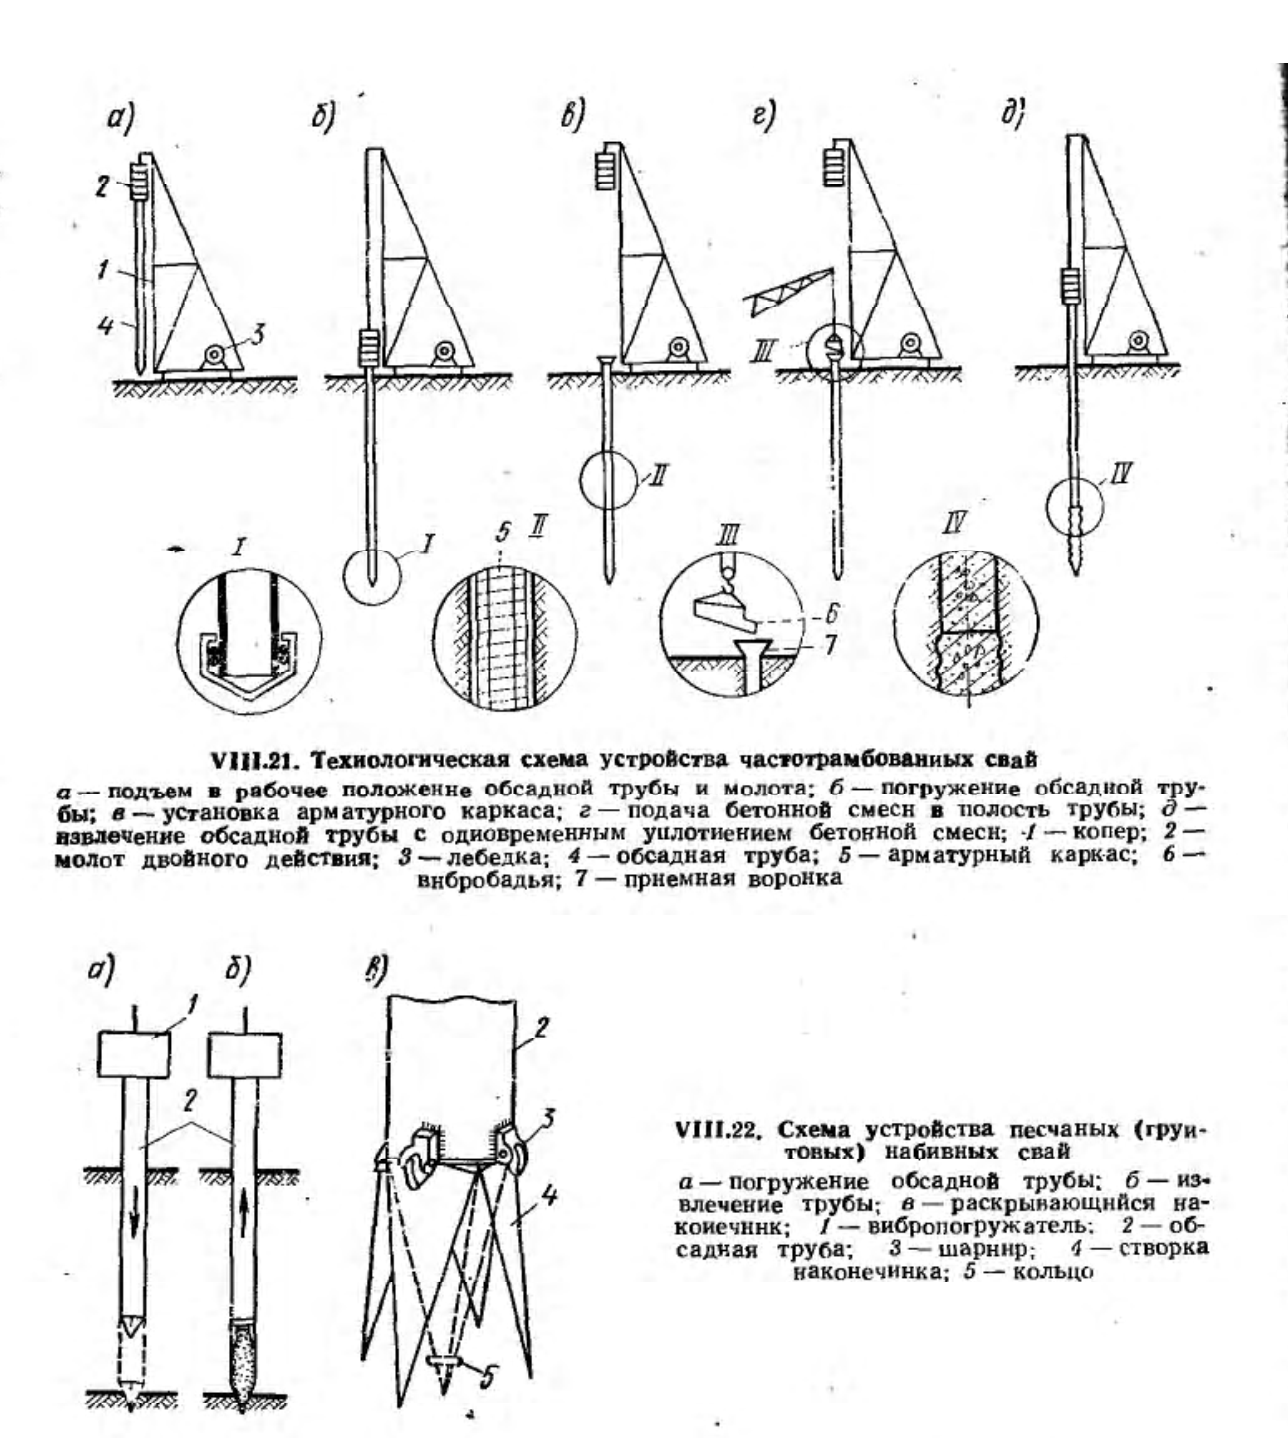 а) б) в) г) д)
2
1
4
3
III
II
IV
I
I
5 II
III
IV
6
7
VIII.21. Технологическая схема устройства частотрамбованных свай
а — подъем в рабочее положение обсадной трубы и молота; б — погружение обсадной тру-
бы; в — установка арматурного каркаса; г — подача бетонной смеси в полость трубы; д —
извлечение обсадной трубы с одновременным уплотнением бетонной смеси; 1 — копер; 2 —
молот двойного действия; 3 — лебедка; 4 — обсадная труба; 5 — арматурный каркас; 6 —
вибробадья; 7 — приемная воронка
а) б) в)
1
2
2
3
4
5
VIII.22. Схема устройства песчаных (грун-
товых) набивных свай
а — погружение обсадной трубы; б — из-
влечение трубы; в — раскрывающийся на-
конечник; 1 — вибропогружатель; 2 — об-
садная труба; 3 — шарнир; 4 — створка
наконечника; 5 — кольцо